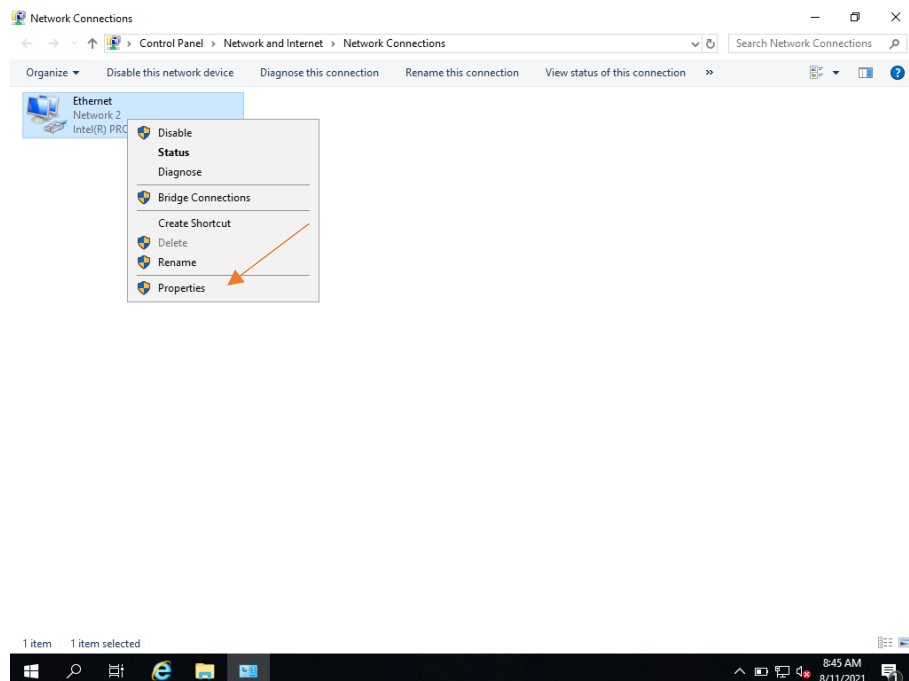 Network Connections
Control Panel > Network and Internet > Network Connections
Search Network Connections
Organize
Disable this network device
Diagnose this connection
Rename this connection
View status of this connection
»
Ethernet
Network 2
Intel(R) PRO
Disable
Status
Diagnose
Bridge Connections
Create Shortcut
Delete
Rename
Properties
1 item
1 item selected
8:45 AM
8/11/2021
1